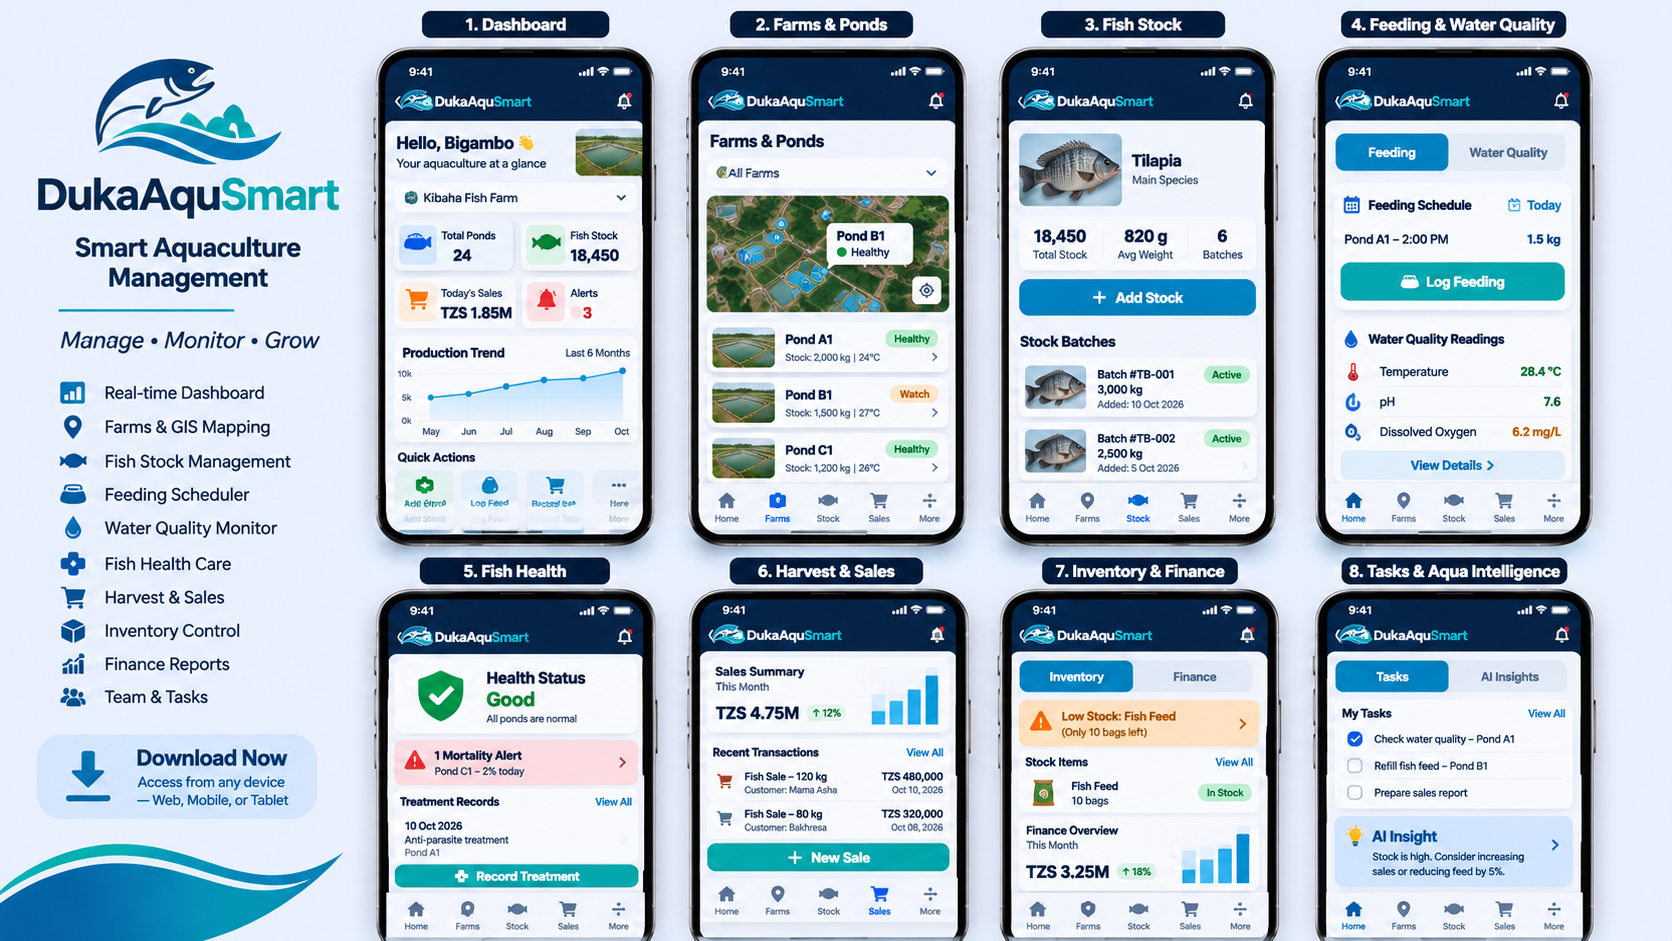 DukaAquSmart
Smart Aquaculture
Management
Manage • Monitor • Grow
Real-time Dashboard
Farms & GIS Mapping
Fish Stock Management
Feeding Scheduler
Water Quality Monitor
Fish Health Care
Harvest & Sales
Inventory Control
Finance Reports
Team & Tasks
Download Now
Access from any device
— Web, Mobile, or Tablet
1. Dashboard
9:41
DukaAquSmart
Hello, Bigambo 👋
Your aquaculture at a glance
Kibaha Fish Farm
Total Ponds
24
Fish Stock
18,450
Today's Sales
TZS 1.85M
Alerts
3
Production Trend
Last 6 Months
10k
5k
0k
May Jun Jul Aug Sep Oct
Quick Actions
Add Stock
Log Feed
More
2. Farms & Ponds
9:41
DukaAquSmart
Farms & Ponds
All Farms
Pond B1
Healthy
Pond A1
Healthy
Stock: 2,000 kg | 24°C
Pond B1
Watch
Stock: 1,500 kg | 27°C
Pond C1
Healthy
Stock: 1,200 kg | 26°C
Home Farms Stock Sales More
3. Fish Stock
9:41
DukaAquSmart
Tilapia
Main Species
18,450 820 g 6
Total Stock Avg Weight Batches
+ Add Stock
Stock Batches
Batch #TB-001
Active
3,000 kg
Added: 10 Oct 2026
Batch #TB-002
Active
2,500 kg
Added: 5 Oct 2026
Home Farms Stock Sales More
4. Feeding & Water Quality
9:41
DukaAquSmart
Feeding Water Quality
Feeding Schedule
Today
Pond A1 – 2:00 PM 1.5 kg
Log Feeding
Water Quality Readings
Temperature 28.4 °C
pH 7.6
Dissolved Oxygen 6.2 mg/L
View Details
Home Farms Stock Sales More
5. Fish Health
9:41
DukaAquSmart
Health Status
Good
All ponds are normal
1 Mortality Alert
Pond C1 – 2% today
Treatment Records View All
10 Oct 2026
Anti-parasite treatment
Pond A1
Record Treatment
Home Farms Stock Sales More
6. Harvest & Sales
9:41
DukaAquSmart
Sales Summary
This Month
TZS 4.75M ↑ 12%
Recent Transactions View All
Fish Sale – 120 kg TZS 480,000
Customer: Mama Asha Oct 10, 2026
Fish Sale – 80 kg TZS 320,000
Customer: Bakhresa Oct 08, 2026
+ New Sale
Home Farms Stock Sales More
7. Inventory & Finance
9:41
DukaAquSmart
Inventory Finance
Low Stock: Fish Feed
(Only 10 bags left)
Stock Items View All
Fish Feed
10 bags
In Stock
Finance Overview
This Month
TZS 3.25M ↑ 18%
Home Farms Stock Sales More
8. Tasks & Aqua Intelligence
9:41
DukaAquSmart
Tasks AI Insights
My Tasks View All
Check water quality – Pond A1
Refill fish feed – Pond B1
Prepare sales report
AI Insight
Stock is high. Consider increasing
sales or reducing feed by 5%.
Home Farms Stock Sales More